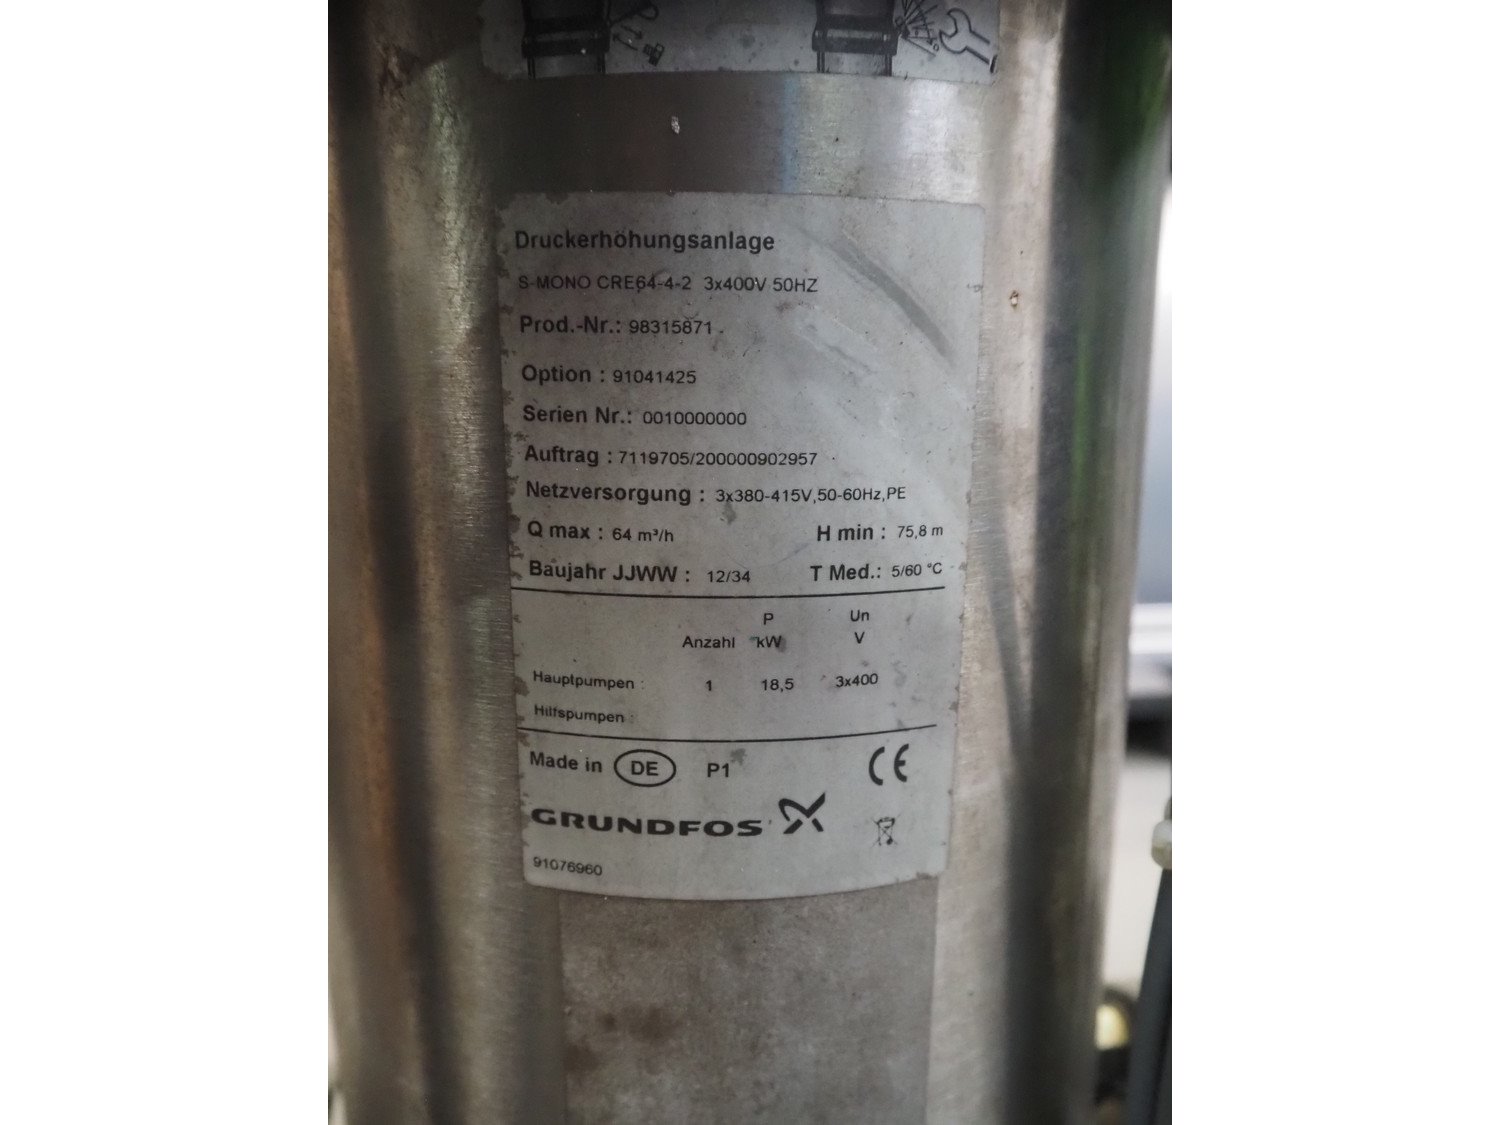 Druckerhöhungsanlage
S-MONO CRE64-4-2 3x400V 50HZ
Prod.-Nr.: 98315871
Option : 91041425
Serien Nr.: 0010000000
Auftrag : 7119705/200000902957
Netzversorgung : 3x380-415V,50-60Hz,PE
Q max : 64 m³/h H min : 75,8 m
Baujahr JJWW : 12/34 T Med.: 5/60 °C
P Un
Anzahl kW V
Hauptpumpen : 1 18,5 3x400
Hilfspumpen :
Made in DE P1 CE
GRUNDFOS
91076960